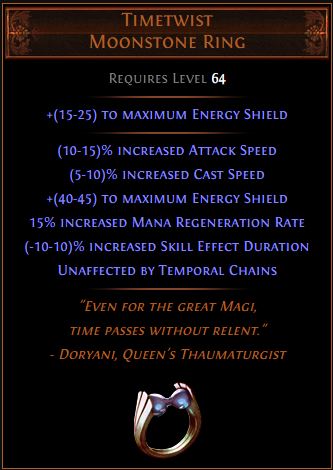 Timetwist
Moonstone Ring
Requires Level 64
+(15-25) to maximum Energy Shield
(10-15)% increased Attack Speed
(5-10)% increased Cast Speed
+(40-45) to maximum Energy Shield
15% increased Mana Regeneration Rate
(-10-10)% increased Skill Effect Duration
Unaffected by Temporal Chains
"Even for the great Magi,
time passes without relent."
- Doryani, Queen's Thaumaturgist